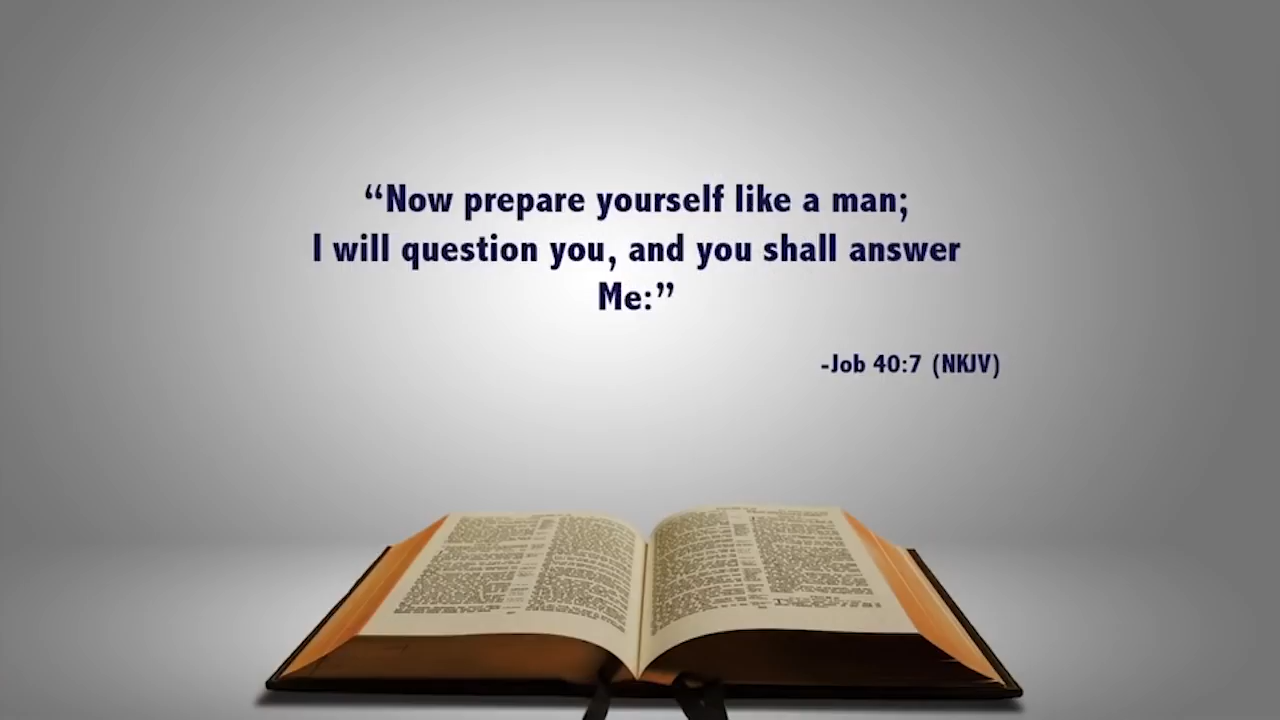 “Now prepare yourself like a man;
I will question you, and you shall answer
Me:”
-Job 40:7 (NKJV)